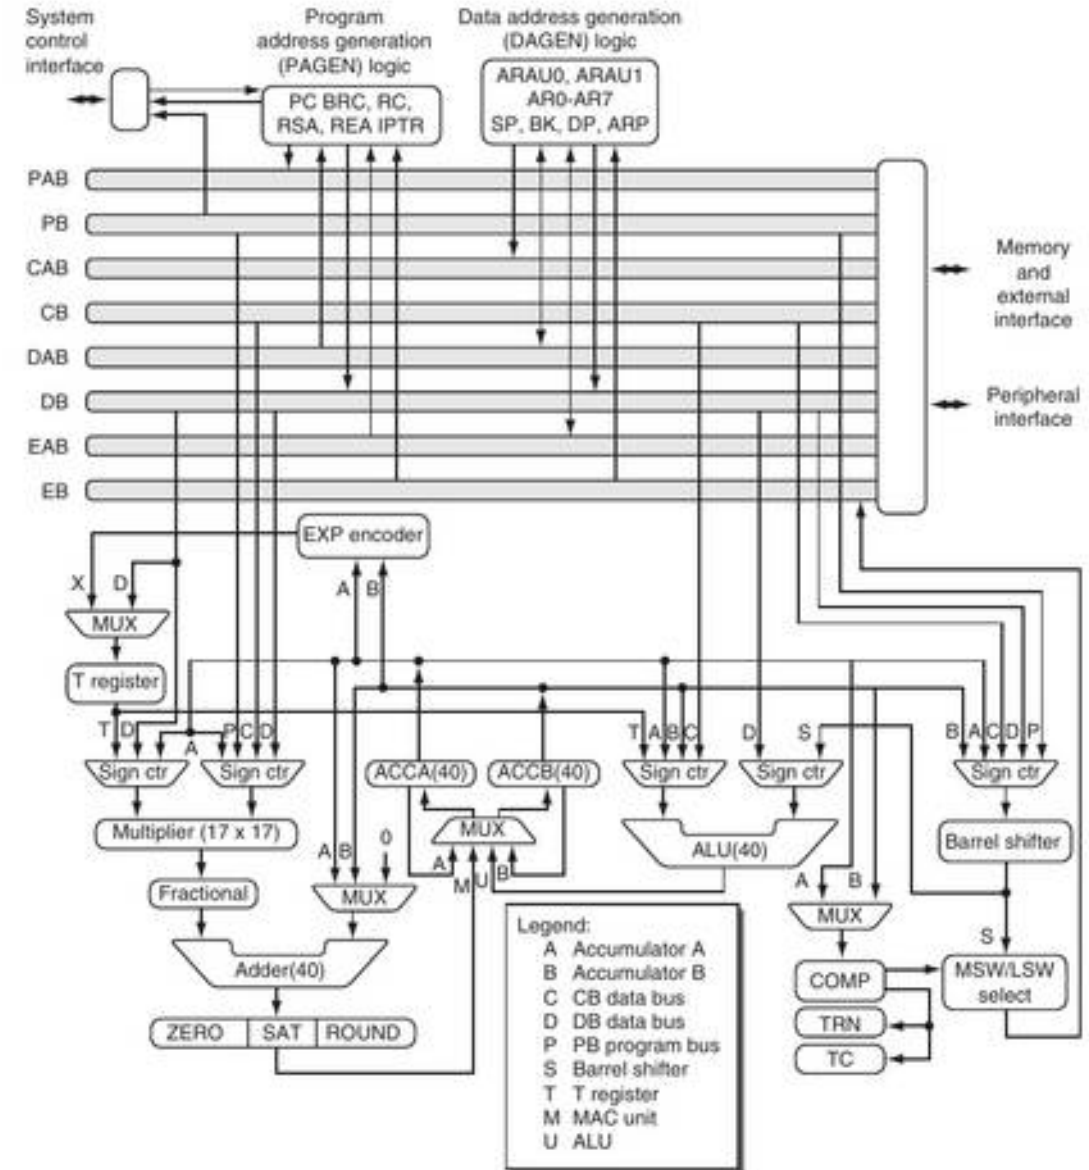 System
control
interface
Program
address generation
(PAGEN) logic
Data address generation
(DAGEN) logic
PC BRC, RC,
RSA, REA IPTR
ARAU0, ARAU1
AR0-AR7
SP, BK, DP, ARP
PAB
PB
CAB
CB
DAB
DB
EAB
EB
Memory
and
external
interface
Peripheral
interface
EXP encoder
X
D
A
B
MUX
T register
T
D
A
P
C
D
T
A
B
C
D
S
B
A
C
D
P
Sign ctr
Sign ctr
ACCA(40)
ACCB(40)
Sign ctr
Sign ctr
Sign ctr
Multiplier (17 x 17)
MUX
ALU(40)
Barrel shifter
A
B
0
A
M
U
B
Fractional
MUX
A
B
MUX
S
Adder(40)
COMP
MSW/LSW
select
ZERO
SAT
ROUND
TRN
TC
Legend:
A Accumulator A
B Accumulator B
C CB data bus
D DB data bus
P PB program bus
S Barrel shifter
T T register
M MAC unit
U ALU